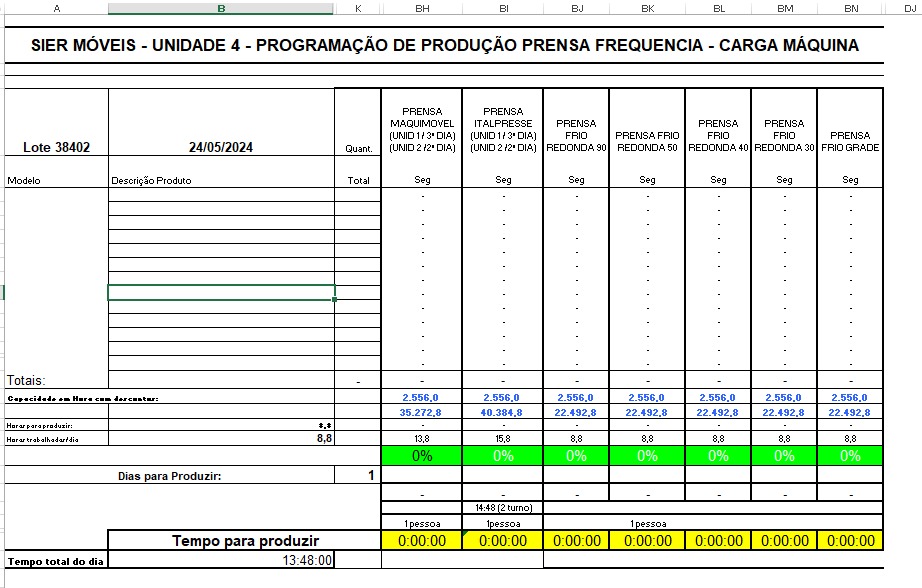 A B K BH BI BJ BK BL BM BN DJ
SIER MÓVEIS - UNIDADE 4 - PROGRAMAÇÃO DE PRODUÇÃO PRENSA FREQUENCIA - CARGA MÁQUINA
Lote 38402 24/05/2024 Quant. PRENSA MAQUIMOVEL (UNID 1 / 3ª DIA) (UNID 2 /2ª DIA) PRENSA ITALPRESSE (UNID 1 / 3ª DIA) (UNID 2 /2ª DIA) PRENSA FRIO REDONDA 90 PRENSA FRIO REDONDA 50 PRENSA FRIO REDONDA 40 PRENSA FRIO REDONDA 30 PRENSA FRIO GRADE
Modelo Descrição Produto Total Seg Seg Seg Seg Seg Seg Seg
- - - - - - -
- - - - - - -
- - - - - - -
- - - - - - -
- - - - - - -
- - - - - - -
- - - - - - -
- - - - - - -
- - - - - - -
- - - - - - -
- - - - - - -
- - - - - - -
- - - - - - -
Totais: - - - - - - - -
Capacidade em Hora com descontos: 2.556,0 2.556,0 2.556,0 2.556,0 2.556,0 2.556,0 2.556,0
35.272,8 40.384,8 22.492,8 22.492,8 22.492,8 22.492,8 22.492,8
Horas para produzir: - - - - - - -
Horas trabalhadas/dia 8,8 13,8 15,8 8,8 8,8 8,8 8,8 8,8
0% 0% 0% 0% 0% 0% 0%
Dias para Produzir: 1
- - - - - - -
14:48 (2 turno)
1 pessoa 1 pessoa 1 pessoa
Tempo para produzir 0:00:00 0:00:00 0:00:00 0:00:00 0:00:00 0:00:00 0:00:00
Tempo total do dia 13:48:00